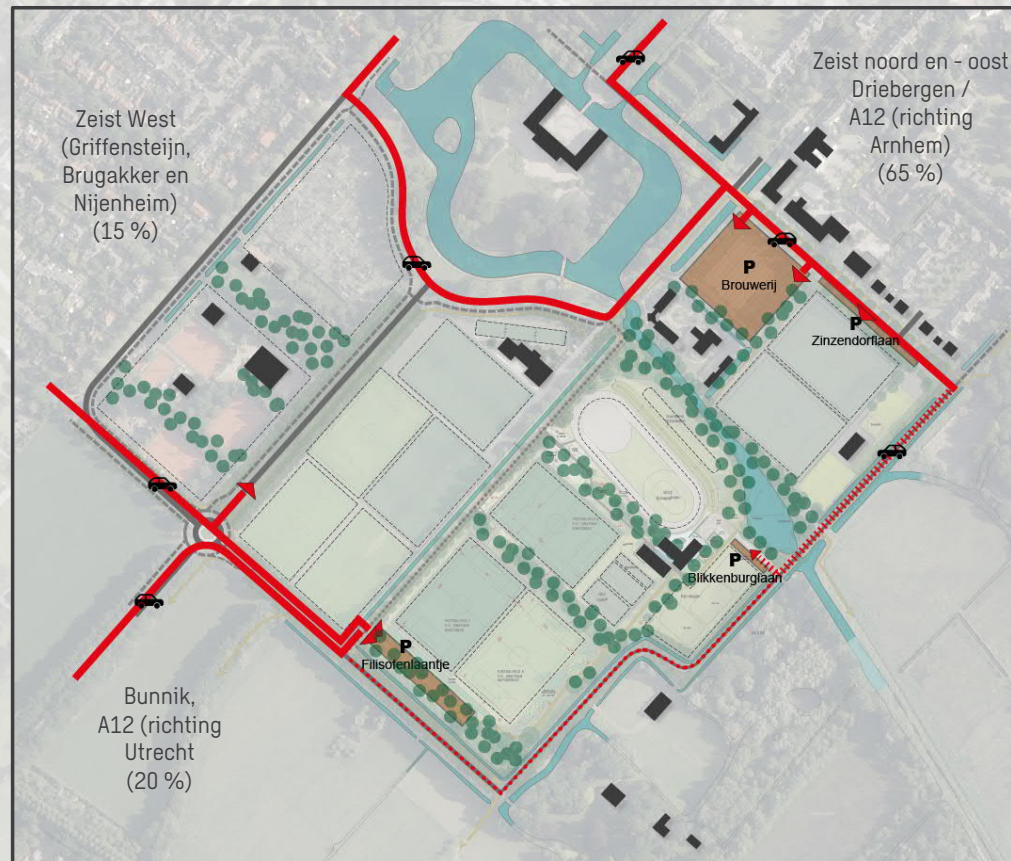 Zeist West
(Griffensteijn,
Brugakker en
Nijenheim)
(15 %)
Zeist noord en - oost
Driebergen /
A12 (richting
Arnhem)
(65 %)
P
Brouwerij
P
Zinzendorflaan
P
Blikkenburglaan
P
Filisofenlaantje
Bunnik,
A12 (richting
Utrecht
(20 %)